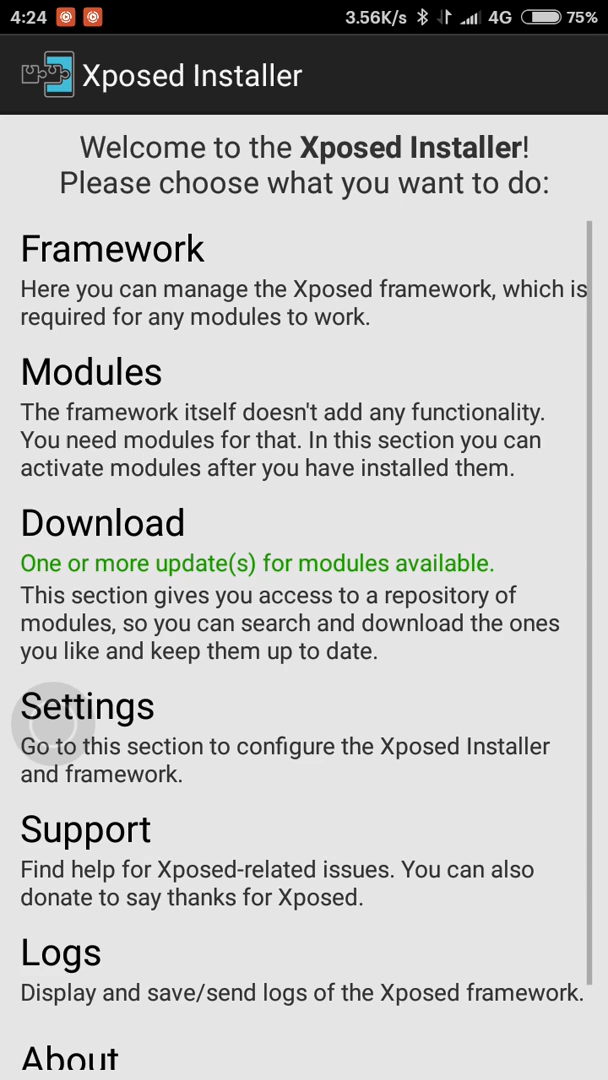 4:24 3.56K/s 4G 75%
Xposed Installer
Welcome to the Xposed Installer!
Please choose what you want to do:
Framework
Here you can manage the Xposed framework, which is
required for any modules to work.
Modules
The framework itself doesn't add any functionality.
You need modules for that. In this section you can
activate modules after you have installed them.
Download
One or more update(s) for modules available.
This section gives you access to a repository of
modules, so you can search and download the ones
you like and keep them up to date.
Settings
Go to this section to configure the Xposed Installer
and framework.
Support
Find help for Xposed-related issues. You can also
donate to say thanks for Xposed.
Logs
Display and save/send logs of the Xposed framework.
About